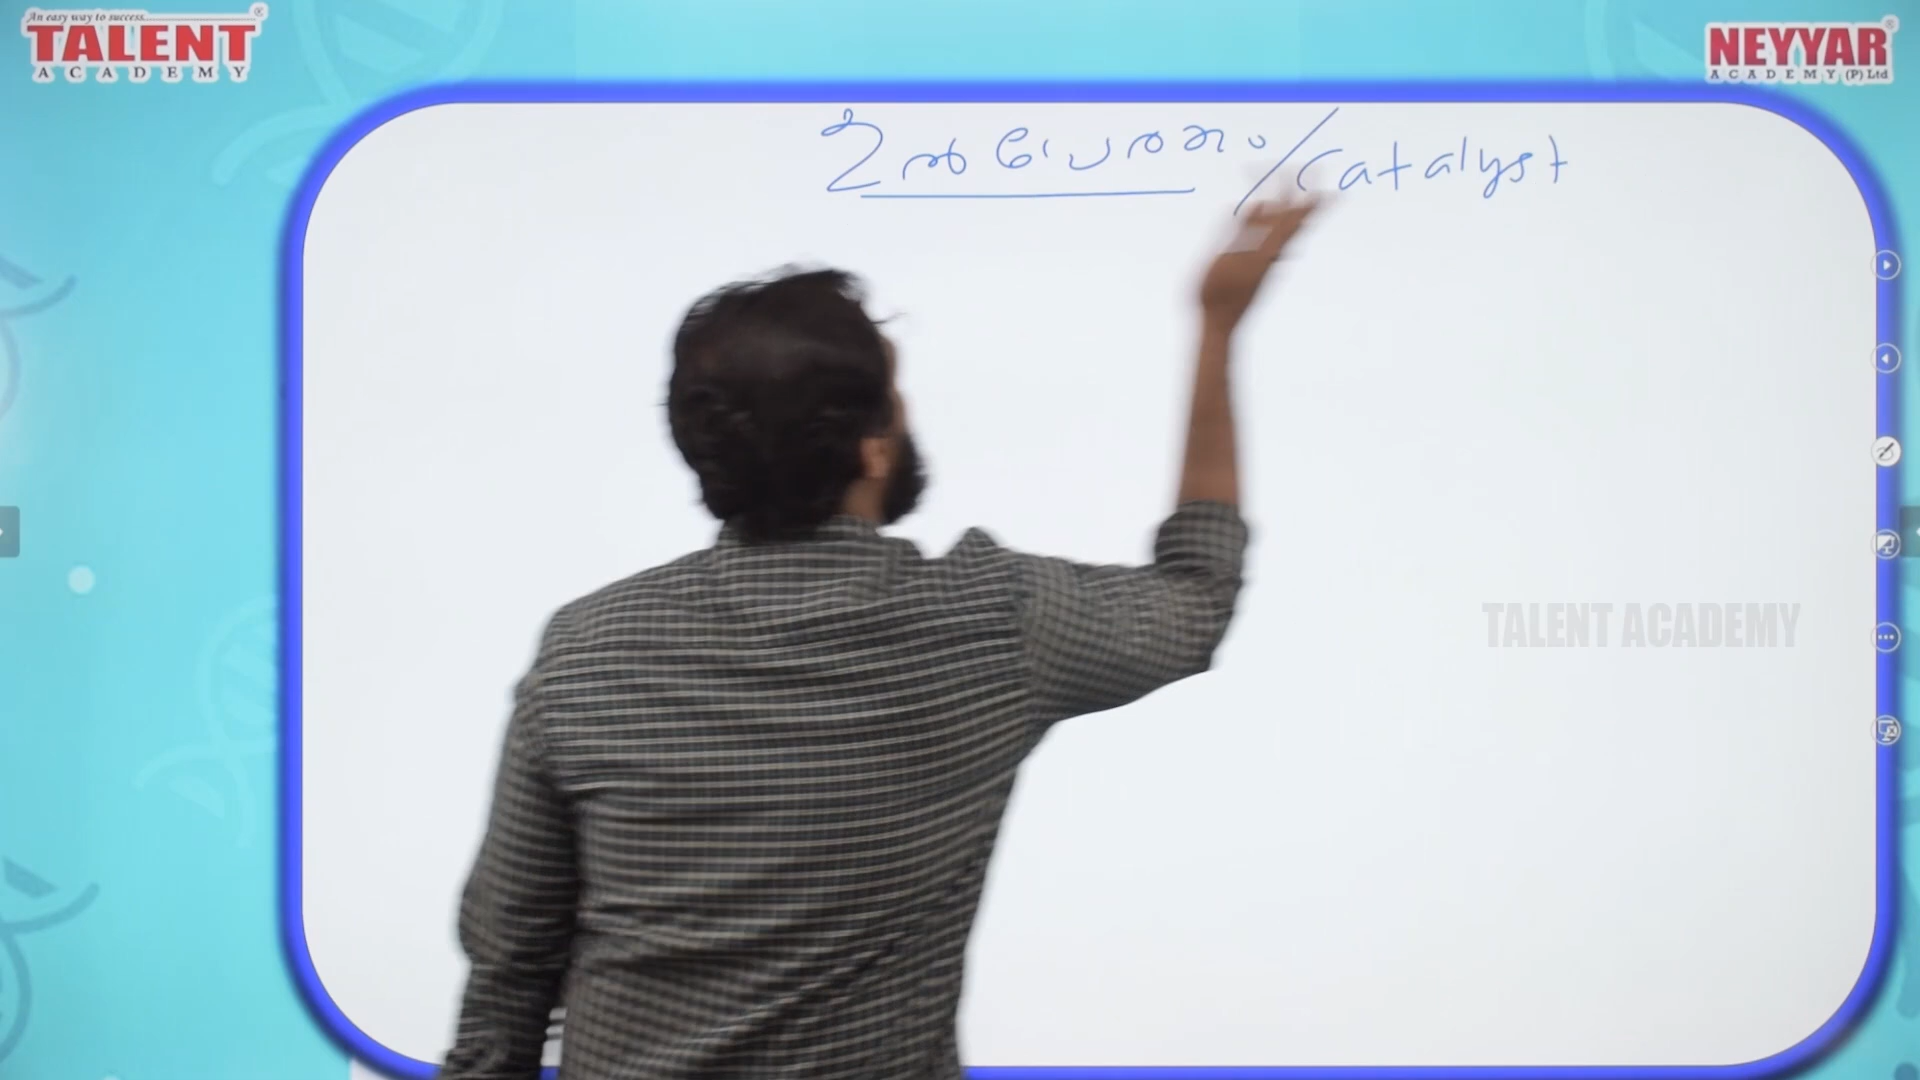 An easy way to success...
TALENT
ACADEMY
NEYYAR
ACADEMY (P) Ltd
ഉൽപ്രേരകം/Catalyst
TALENT ACADEMY